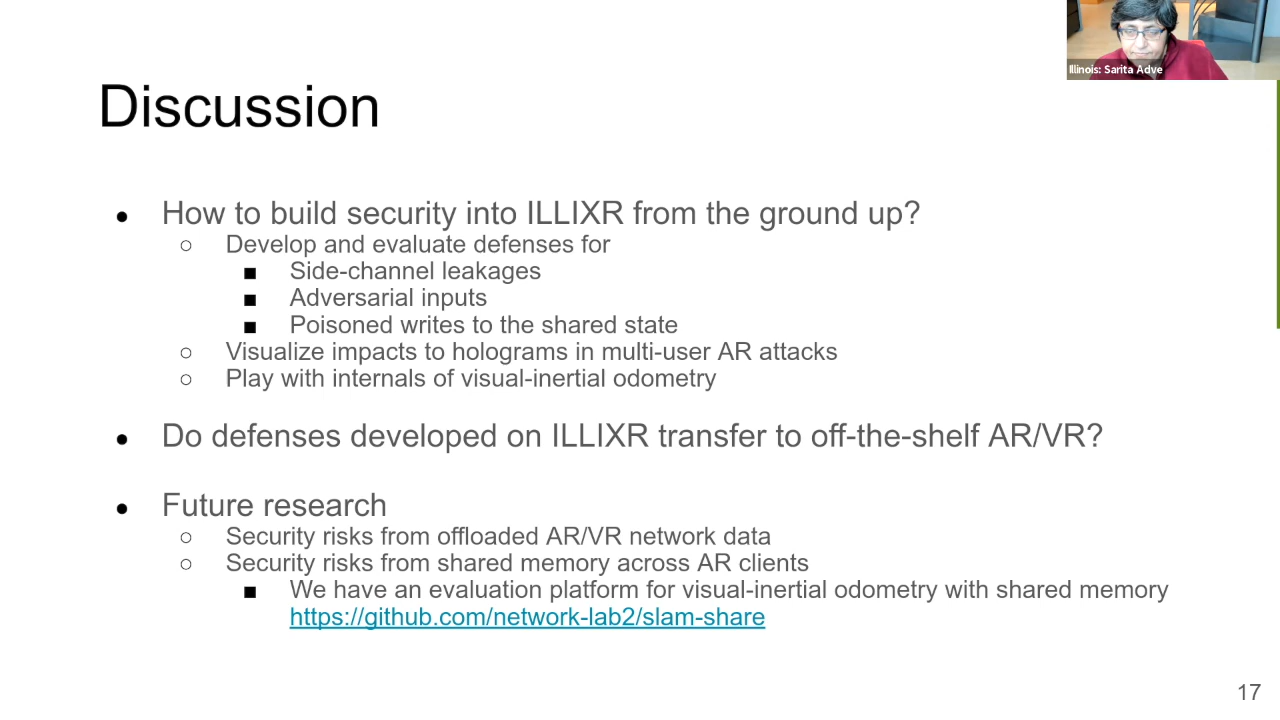 Illinois: Sarita Adve
Discussion
● How to build security into ILLIXR from the ground up?
○ Develop and evaluate defenses for
■ Side-channel leakages
■ Adversarial inputs
■ Poisoned writes to the shared state
○ Visualize impacts to holograms in multi-user AR attacks
○ Play with internals of visual-inertial odometry
● Do defenses developed on ILLIXR transfer to off-the-shelf AR/VR?
● Future research
○ Security risks from offloaded AR/VR network data
○ Security risks from shared memory across AR clients
■ We have an evaluation platform for visual-inertial odometry with shared memory
https://github.com/network-lab2/slam-share
17